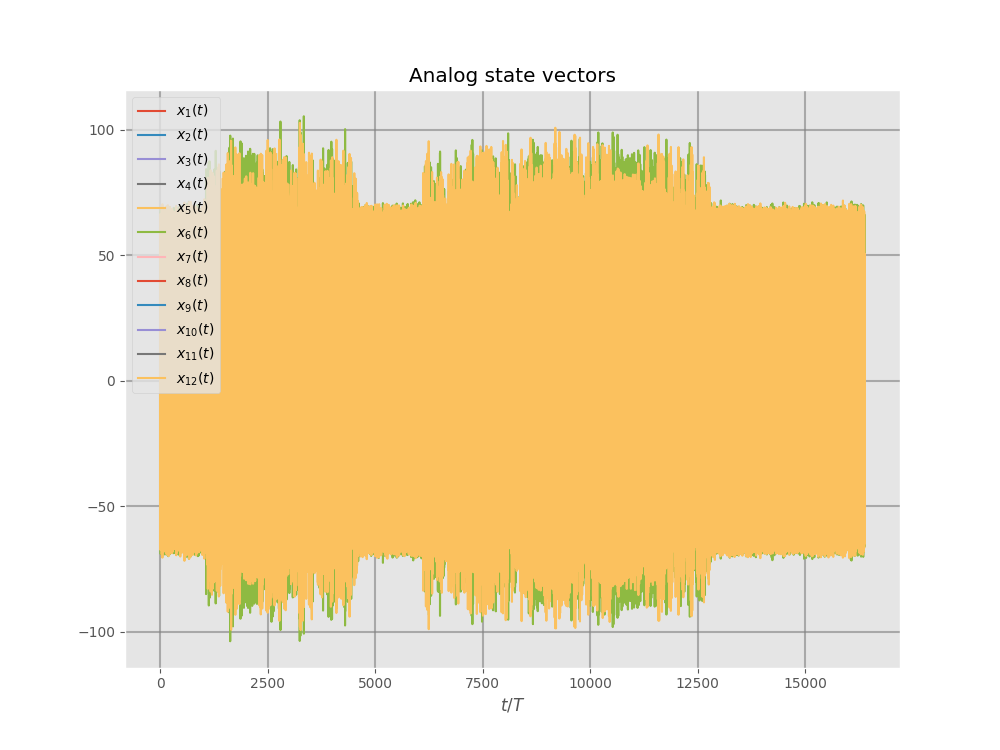 Analog state vectors
100
50
0
−50
−100
x₁(t)
x₂(t)
x₃(t)
x₄(t)
x₅(t)
x₆(t)
x₇(t)
x₈(t)
x₉(t)
x₁₀(t)
x₁₁(t)
x₁₂(t)
0 2500 5000 7500 10000 12500 15000
t/T